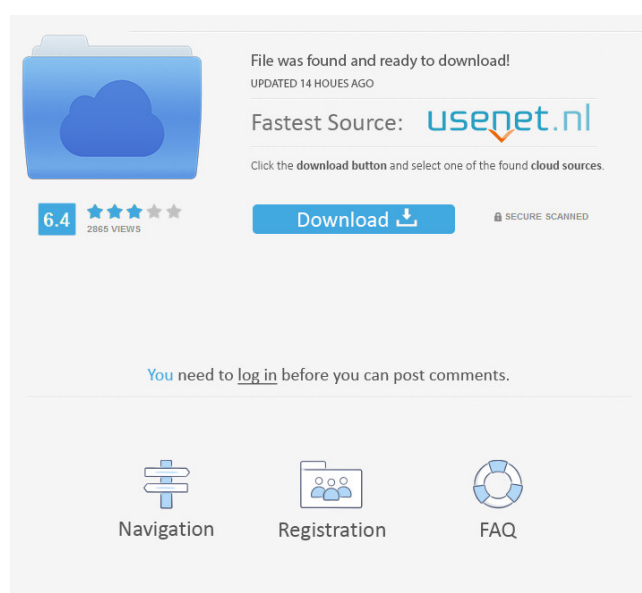 File was found and ready to download!
UPDATED 14 HOUES AGO
Fastest Source: usenet.nl
Click the download button and select one of the found cloud sources.
6.4
2865 VIEWS
Download
SECURE SCANNED
You need to log in before you can post comments.
Navigation
Registration
FAQ